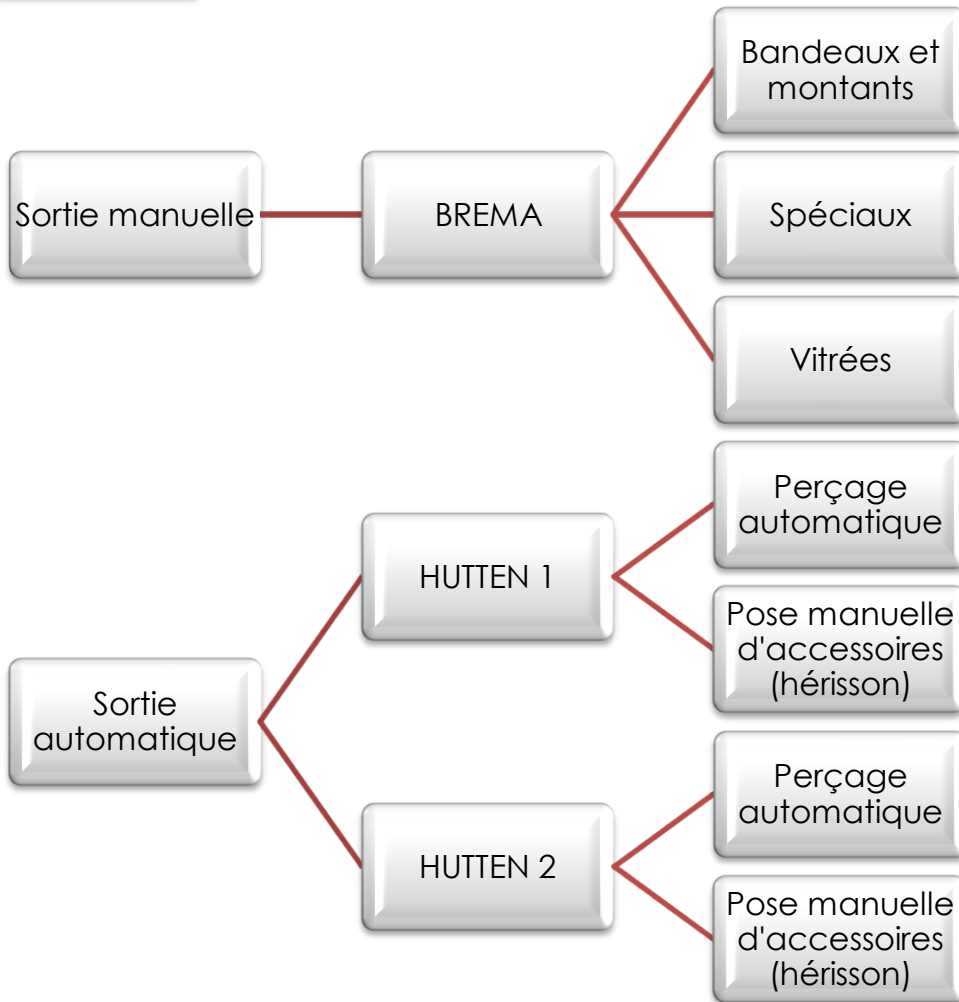 Bandeaux et
montants
Sortie manuelle
BREMA
Spéciaux
Vitrées
Perçage
automatique
HUTTEN 1
Pose manuelle
d'accessoires
(hérisson)
Sortie
automatique
Perçage
automatique
HUTTEN 2
Pose manuelle
d'accessoires
(hérisson)